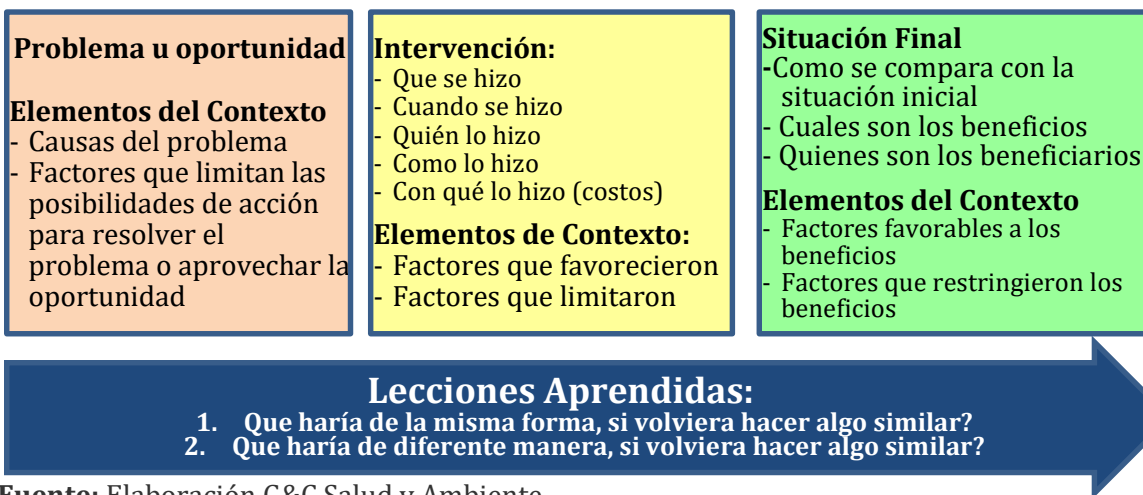 Problema u oportunidad
Elementos del Contexto
- Causas del problema
- Factores que limitan las
posibilidades de acción
para resolver el
problema o aprovechar la
oportunidad
Intervención:
- Que se hizo
- Cuando se hizo
- Quién lo hizo
- Como lo hizo
- Con qué lo hizo (costos)
Elementos de Contexto:
- Factores que favorecieron
- Factores que limitaron
Situación Final
-Como se compara con la
situación inicial
- Cuales son los beneficios
- Quienes son los beneficiarios
Elementos del Contexto
- Factores favorables a los
beneficios
- Factores que restringieron los
beneficios
Lecciones Aprendidas:
1. Que haría de la misma forma, si volviera hacer algo similar?
2. Que haría de diferente manera, si volviera hacer algo similar?
Fuente: Elaboración C&C Salud y Ambiente